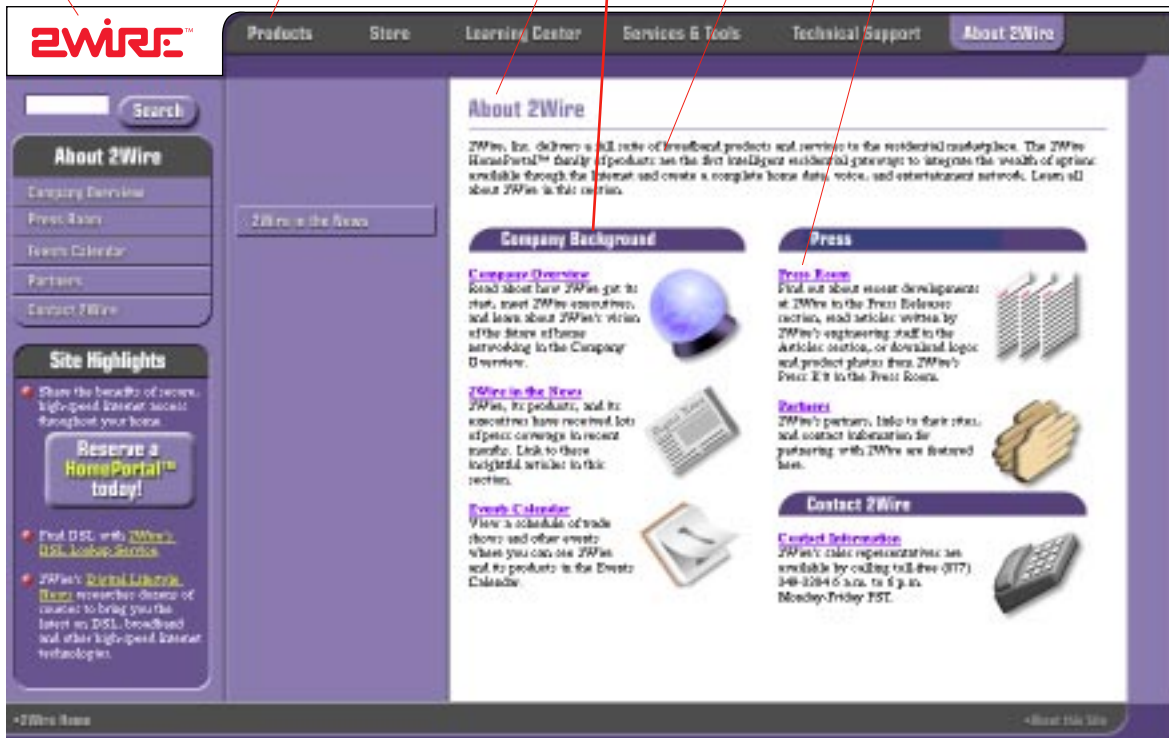 2WIRE™
Products Store Learning Center Services & Tools Technical Support About 2Wire
Search
About 2Wire
Company Overview
Press Room
Events Calendar
Partners
Contact 2Wire
Site Highlights
Share the benefits of secure,
high-speed Internet access
throughout your home.
Reserve a
HomePortal™
today!
Find DSL with 2Wire's
DSL Lookup Service
2Wire's Digital Lifestyle
News researches dozens of
sources to bring you the
latest on DSL, broadband
and other high-speed Internet
technologies.
2Wire in the News
About 2Wire
2Wire, Inc. delivers a full suite of broadband products and services to the residential marketplace. The 2Wire
HomePortal™ family of products are the first intelligent residential gateways to integrate the wealth of options
available through the Internet and create a complete home data, voice, and entertainment network. Learn all
about 2Wire in this section.
Company Background
Company Overview
Read about how 2Wire got its
start, meet 2Wire executives,
and learn about 2Wire's vision
of the future of home
networking in the Company
Overview.
2Wire in the News
2Wire, its products, and its
executives have received lots
of press coverage in recent
months. Link to these
insightful articles in this
section.
Events Calendar
View a schedule of trade
shows and other events
where you can see 2Wire
and its products in the Events
Calendar.
Press
Press Room
Find out about recent developments
at 2Wire in the Press Releases
section, read articles written by
2Wire's engineering staff in the
Articles section, or download logos
and product photos from 2Wire's
Press Kit in the Press Room.
Partners
2Wire's partners, links to their sites,
and contact information for
partnering with 2Wire are featured
here.
Contact 2Wire
Contact Information
2Wire's sales representatives are
available by calling toll-free (877)
6 a.m. to 6 p.m.
Monday-Friday PST.
•2Wire Home
•About this Site